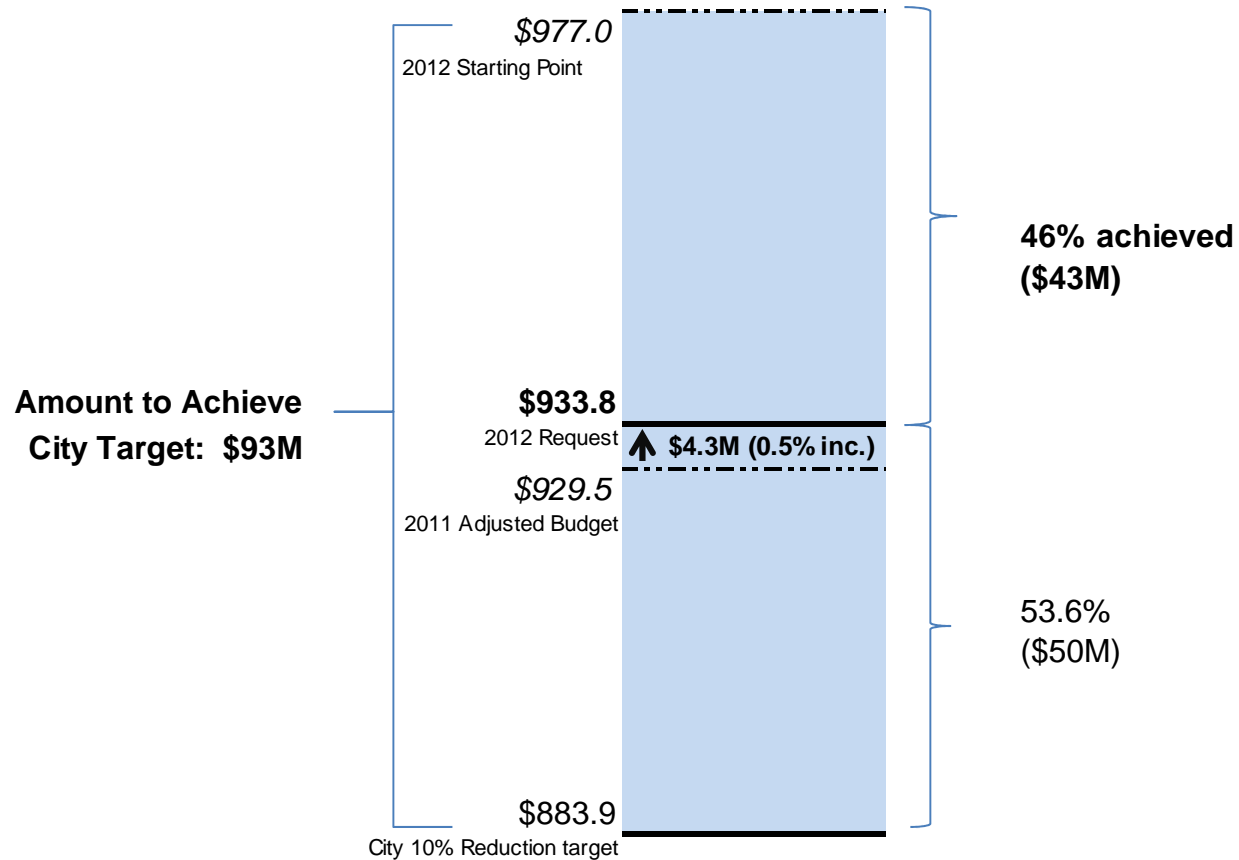 $977.0
2012 Starting Point
46% achieved
($43M)
Amount to Achieve
City Target: $93M
$933.8
2012 Request
$4.3M (0.5% inc.)
$929.5
2011 Adjusted Budget
53.6%
($50M)
$883.9
City 10% Reduction target